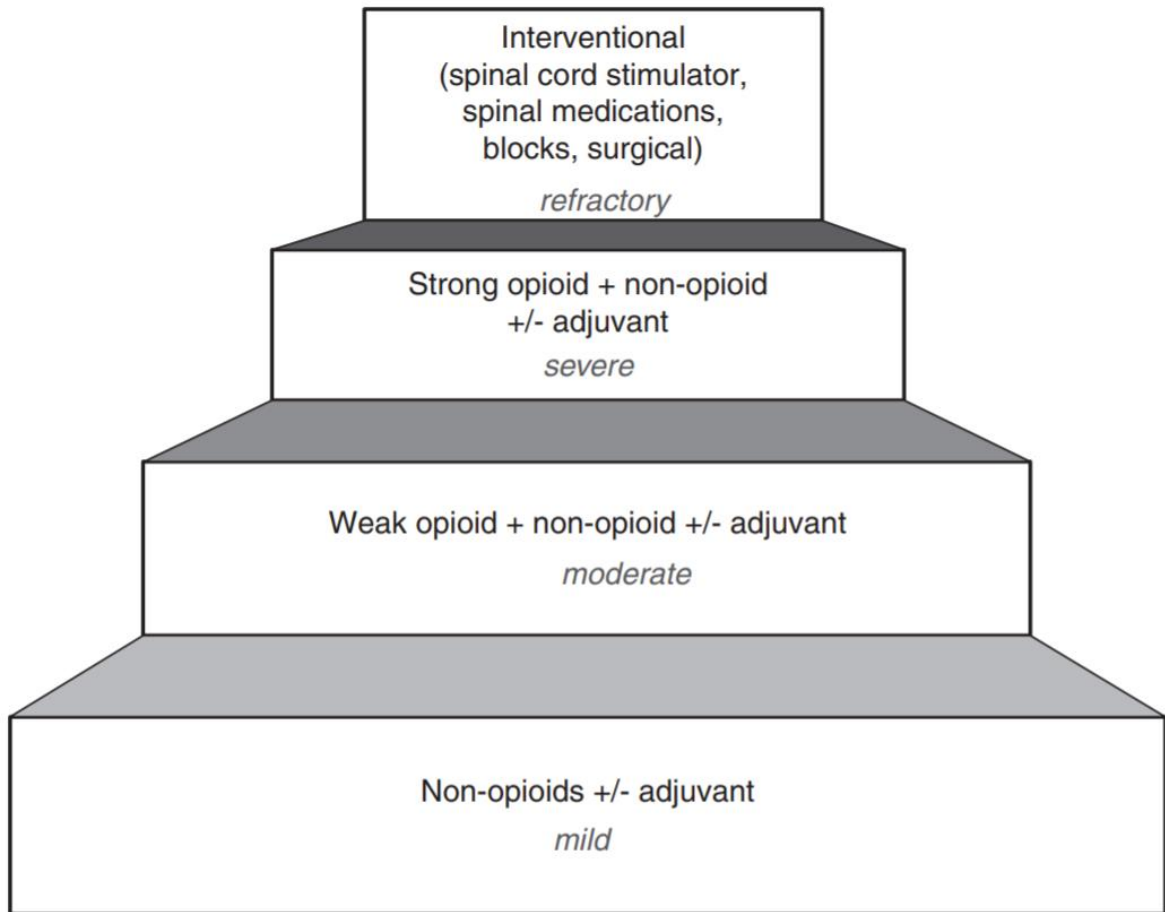 Interventional
(spinal cord stimulator,
spinal medications,
blocks, surgical)
refractory
Strong opioid + non-opioid
+/- adjuvant
severe
Weak opioid + non-opioid +/- adjuvant
moderate
Non-opioids +/- adjuvant
mild